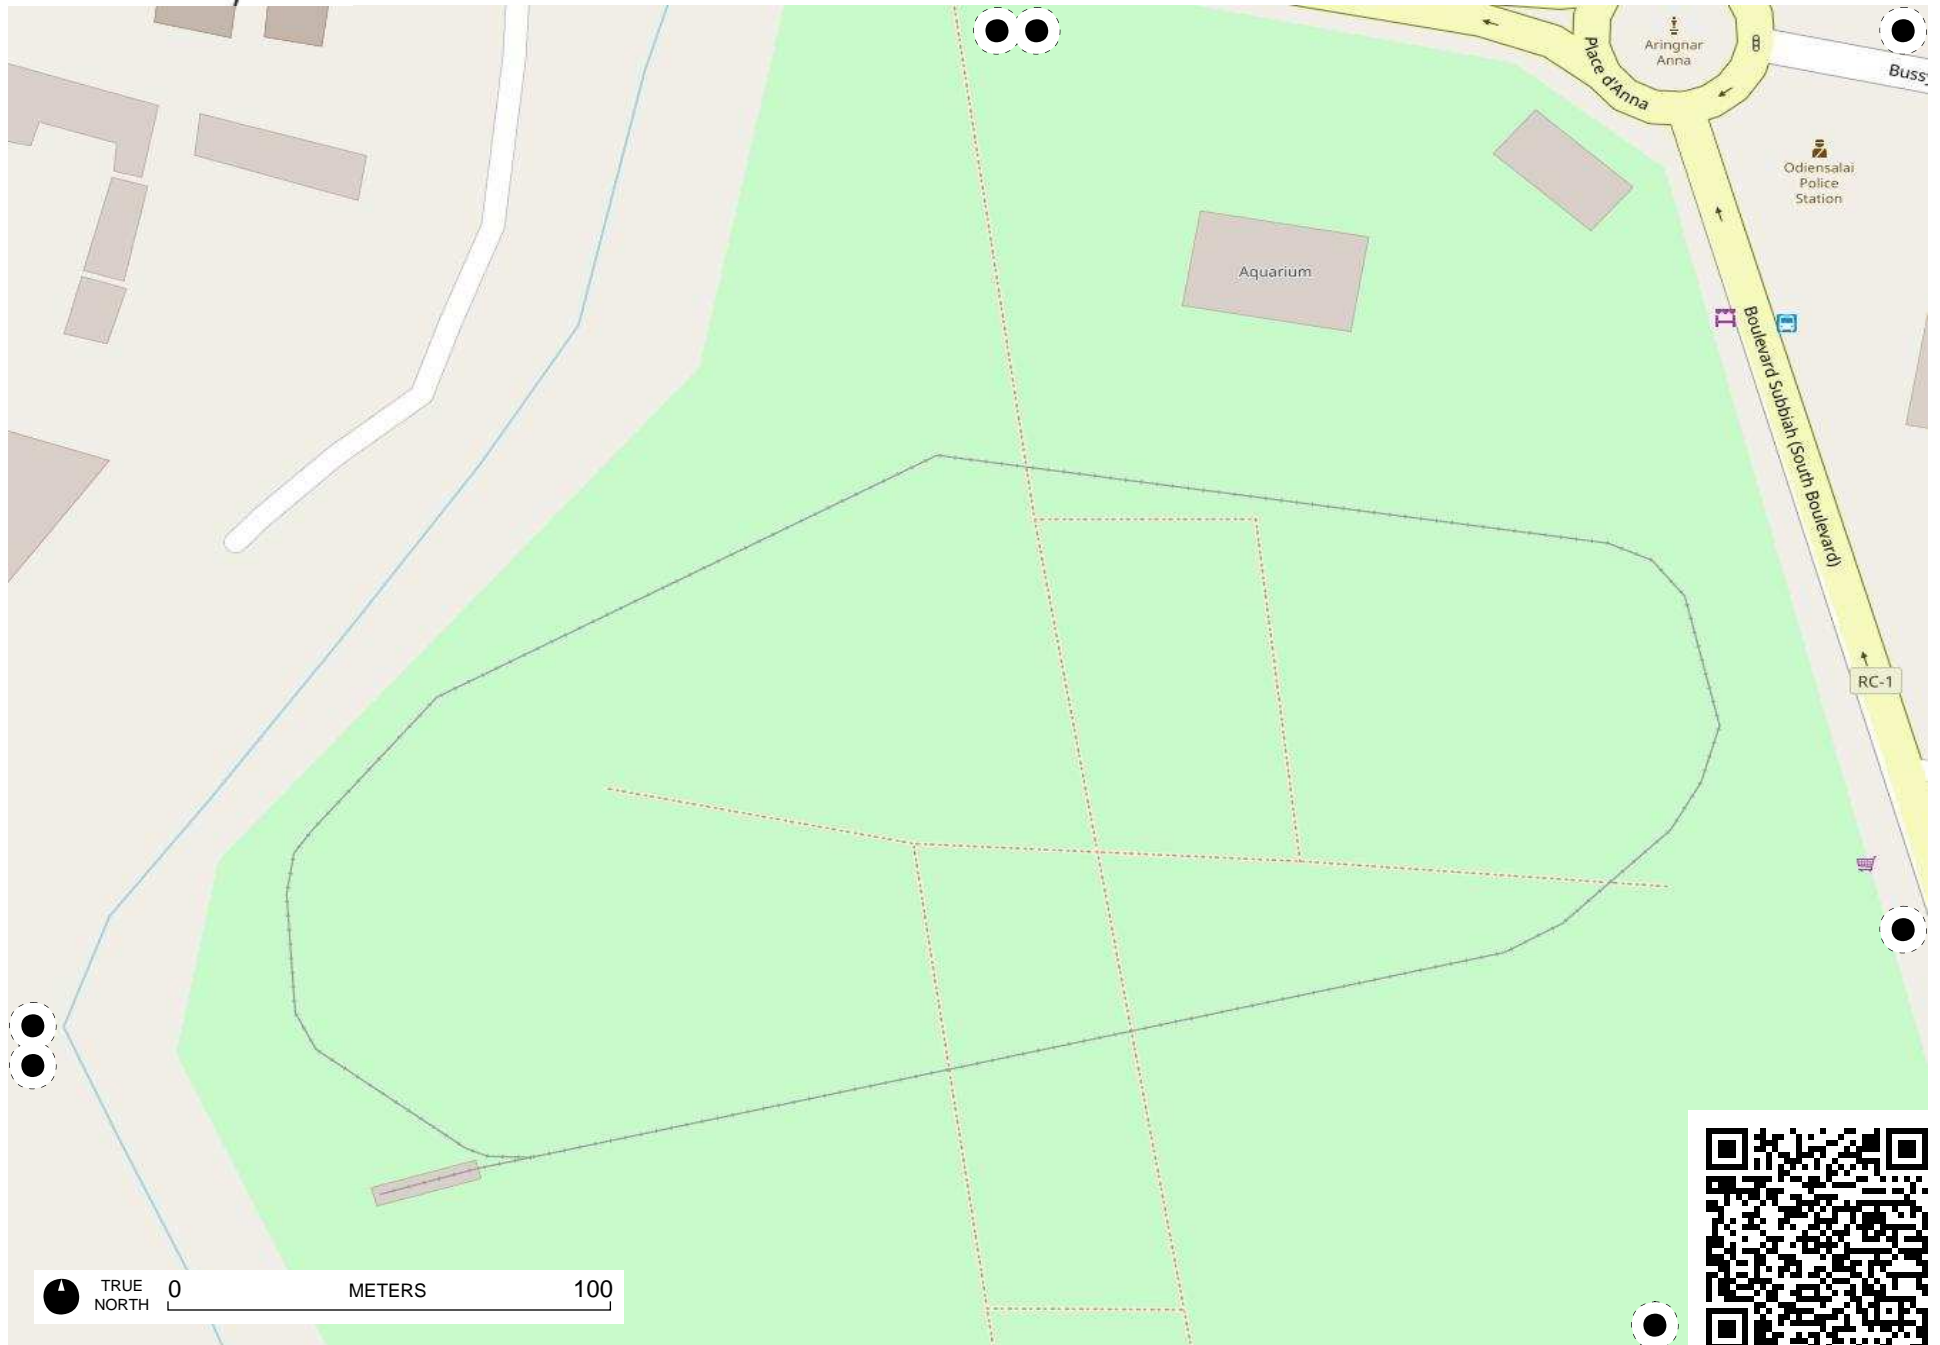 Aringnar
Anna
Place d'Anna
Buss
Odiensalai
Police
Station
Aquarium
Boulevard Subbiah (South Boulevard)
RC-1
TRUE
NORTH
0
METERS
100